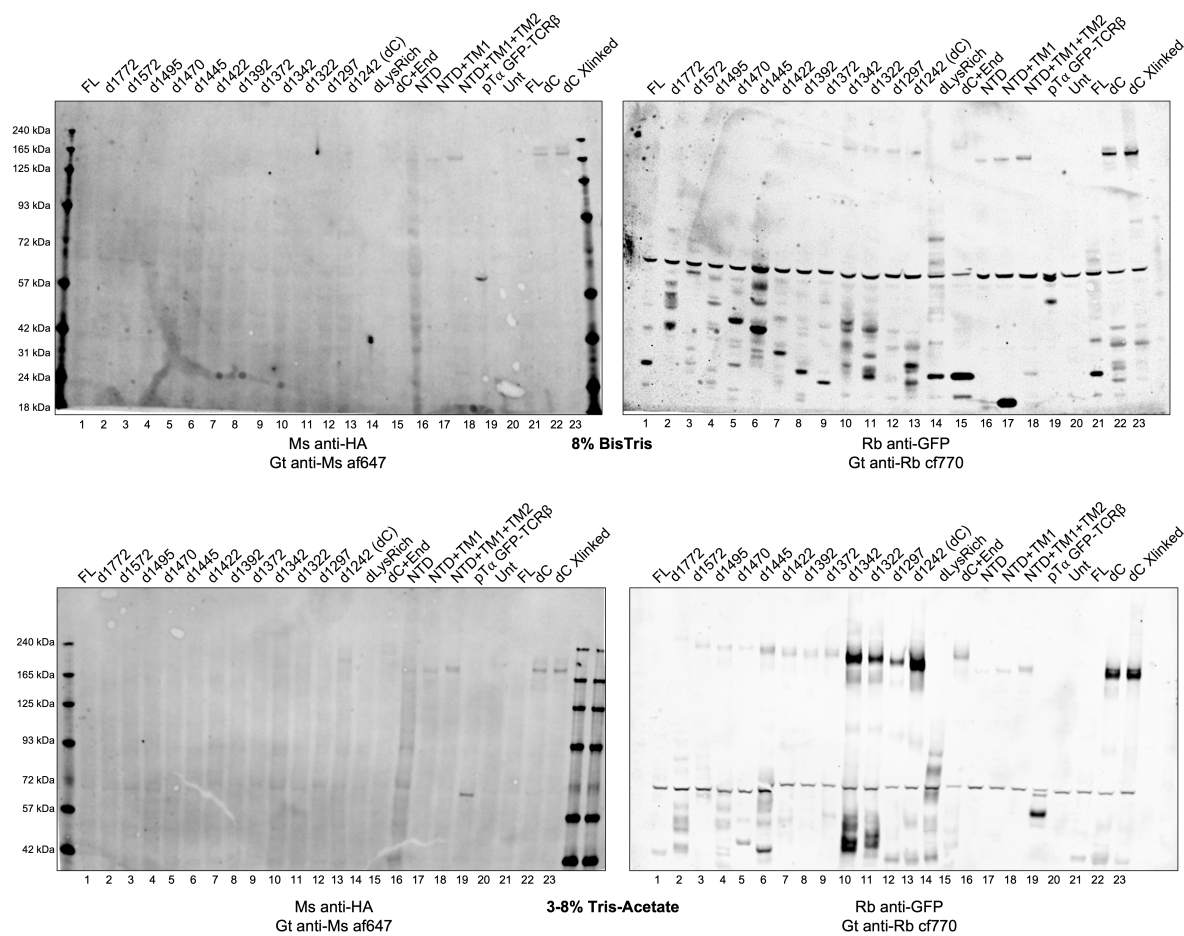 FL d1772 d1572 d1495 d1470 d1445 d1422 d1392 d1372 d1342 d1322 d1297 d1242 (dC) dLysRich dC+End NTD NTD+TM1 NTD+TM1+TM2 pTα GFP-TCRβ Unt FL dC dC Xlinked
FL d1772 d1572 d1495 d1470 d1445 d1422 d1392 d1372 d1342 d1322 d1297 d1242 (dC) dLysRich dC+End NTD NTD+TM1 NTD+TM1+TM2 pTα GFP-TCRβ Unt FL dC dC Xlinked
240 kDa
165 kDa
125 kDa
93 kDa
72 kDa
57 kDa
42 kDa
31 kDa
24 kDa
18 kDa
1 2 3 4 5 6 7 8 9 10 11 12 13 14 15 16 17 18 19 20 21 22 23
1 2 3 4 5 6 7 8 9 10 11 12 13 14 15 16 17 18 19 20 21 22 23
Ms anti-HA
Gt anti-Ms af647
8% BisTris
Rb anti-GFP
Gt anti-Rb cf770
FL d1772 d1572 d1495 d1470 d1445 d1422 d1392 d1372 d1342 d1322 d1297 d1242 (dC) dLysRich dC+End NTD NTD+TM1 NTD+TM1+TM2 pTα GFP-TCRβ Unt FL dC dC Xlinked
FL d1772 d1572 d1495 d1470 d1445 d1422 d1392 d1372 d1342 d1322 d1297 d1242 (dC) dLysRich dC+End NTD NTD+TM1 NTD+TM1+TM2 pTα GFP-TCRβ Unt FL dC dC Xlinked
240 kDa
165 kDa
125 kDa
93 kDa
72 kDa
57 kDa
42 kDa
1 2 3 4 5 6 7 8 9 10 11 12 13 14 15 16 17 18 19 20 21 22 23
1 2 3 4 5 6 7 8 9 10 11 12 13 14 15 16 17 18 19 20 21 22 23
Ms anti-HA
Gt anti-Ms af647
3-8% Tris-Acetate
Rb anti-GFP
Gt anti-Rb cf770